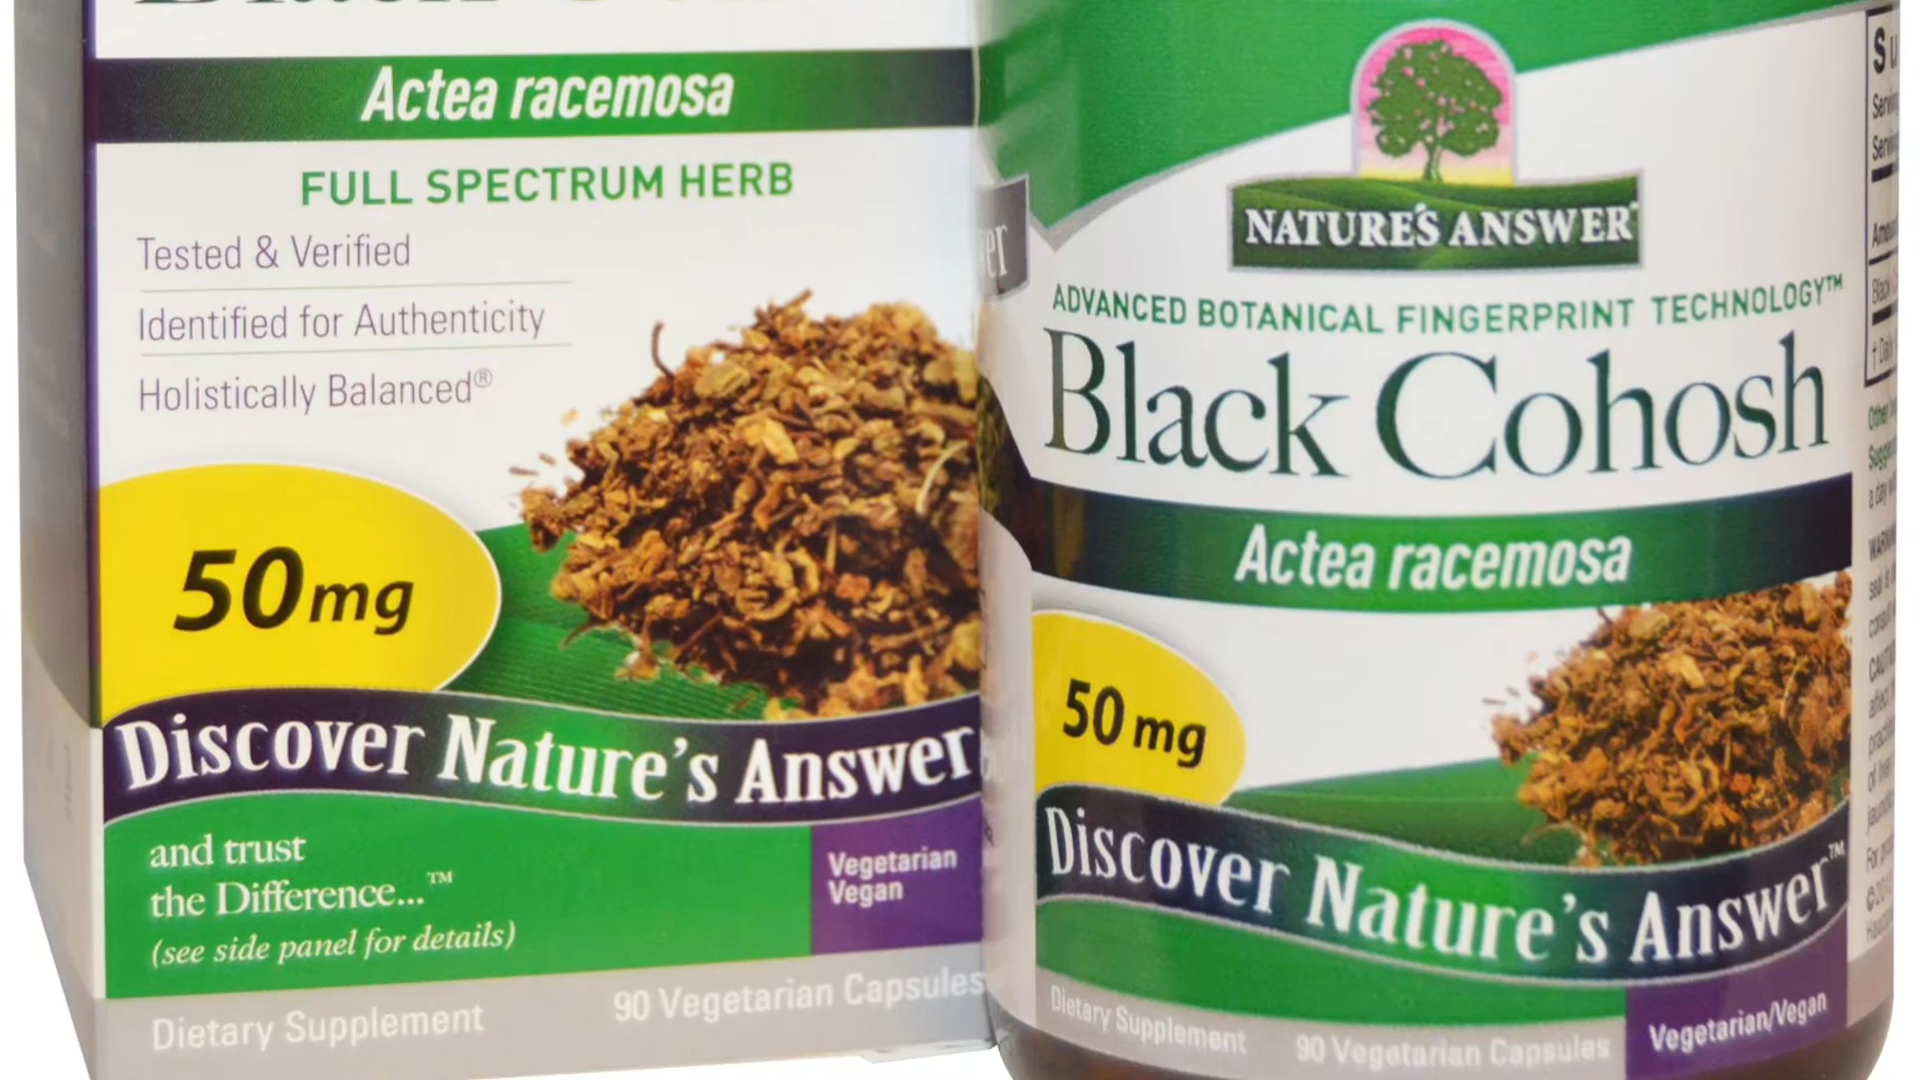 Actea racemosa
FULL SPECTRUM HERB
Tested & Verified
Identified for Authenticity
Holistically Balanced®
50mg
Discover Nature's Answer
and trust
the Difference...™
(see side panel for details)
Vegetarian
Vegan
Dietary Supplement
90 Vegetarian Capsules
NATURE'S ANSWER
ADVANCED BOTANICAL FINGERPRINT TECHNOLOGY™
Black Cohosh
Actea racemosa
50 mg
Discover Nature's Answer™
Dietary Supplement
90 Vegetarian Capsules
Vegetarian/Vegan